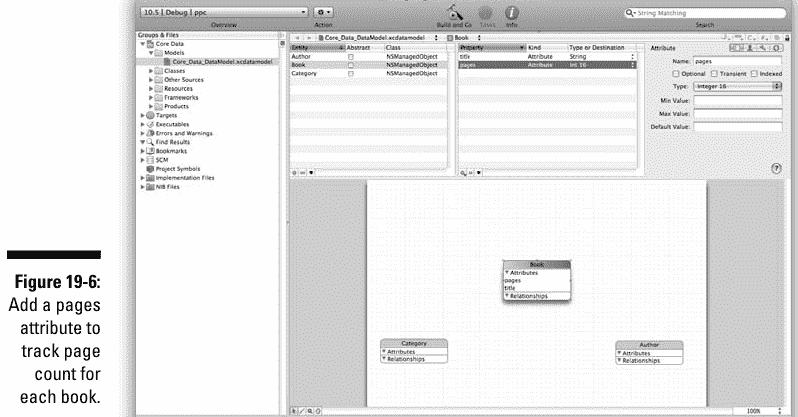 10.5 | Debug | ppc
Overview
Action
Build and Go
Tasks
Info
String Matching
Search
Groups & Files
Core Data
Models
Core_Data_DataModel.xcdatamodel
Classes
Other Sources
Resources
Frameworks
Products
Targets
Executables
Errors and Warnings
Find Results
Bookmarks
SCM
Project Symbols
Implementation Files
NIB Files
Core_Data_DataModel.xcdatamodel
Book
Entity Abstract Class
Author NSManagedObject
Book NSManagedObject
Category NSManagedObject
Property Kind Type or Destination
title Attribute String
pages Attribute Int 16
Attribute
Name: pages
Optional Transient Indexed
Type: Integer 16
Min Value:
Max Value:
Default Value:
Book
Attributes
pages
title
Relationships
Category
Attributes
Relationships
Author
Attributes
Relationships
100%
Figure 19-6:
Add a pages
attribute to
track page
count for
each book.